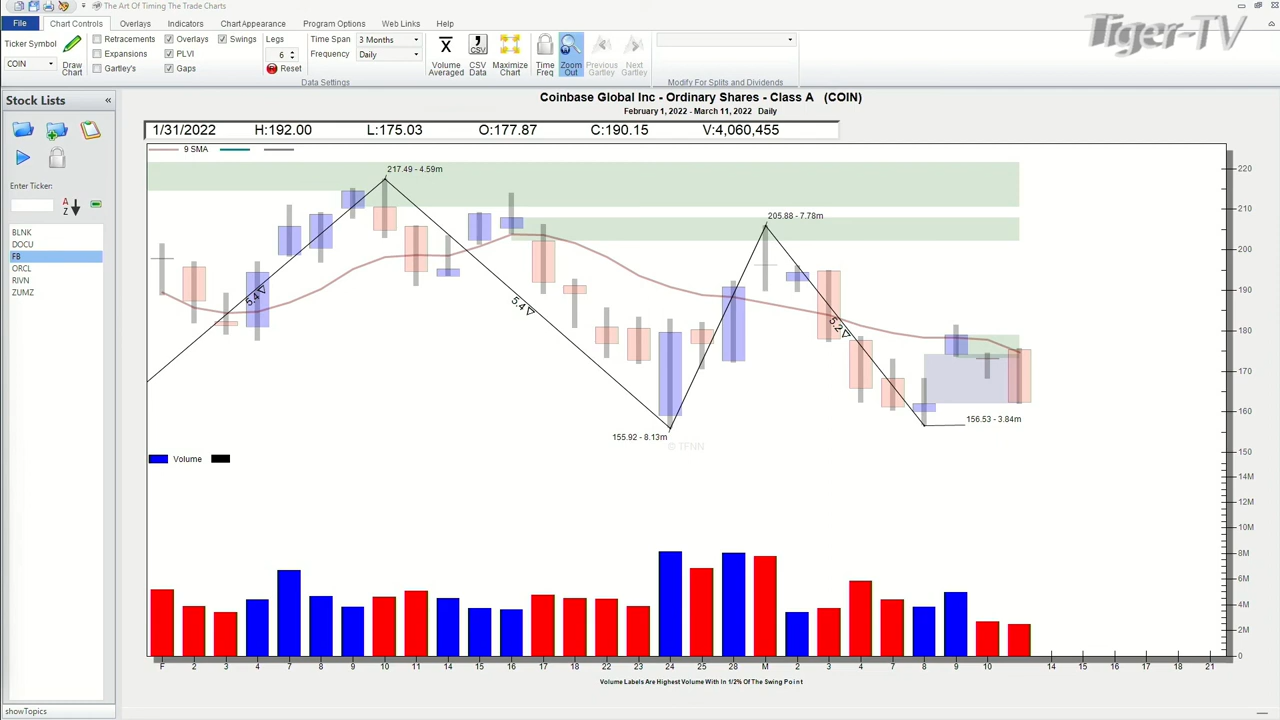 The Art Of Timing The Trade Charts
File Chart Controls Overlays Indicators Chart Appearance Program Options Web Links Help
Tiger-TV
Ticker Symbol
COIN
Draw Chart
Retracements
Expansions
Gartley's
Overlays
PLVI
Gaps
Swings
Legs
6
Reset
Time Span 3 Months
Frequency Daily
Data Settings
Volume Averaged
CSV Data
Maximize Chart
Time Freq
Zoom Out
Previous Gartley
Next Gartley
Modify For Splits and Dividends
Stock Lists «
Enter Ticker:
A Z
BLNK
DOCU
FB
ORCL
RIVN
ZUMZ
showTopics
Coinbase Global Inc - Ordinary Shares - Class A (COIN)
February 1, 2022 - March 11, 2022 Daily
1/31/2022 H:192.00 L:175.03 O:177.87 C:190.15 V:4,060,455
9 SMA
217.49 - 4.59m
205.88 - 7.78m
5.4
5.4
5.2
155.92 - 8.13m
156.53 - 3.84m
© TFNN
220
210
200
190
180
170
160
150
Volume
14M
12M
10M
8M
6M
4M
2M
0
F 2 3 4 7 8 9 10 11 14 15 16 17 18 22 23 24 25 28 M 2 3 4 7 8 9 10 14 15 16 17 18 21
Volume Labels Are Highest Volume With In 1/2% Of The Swing Point